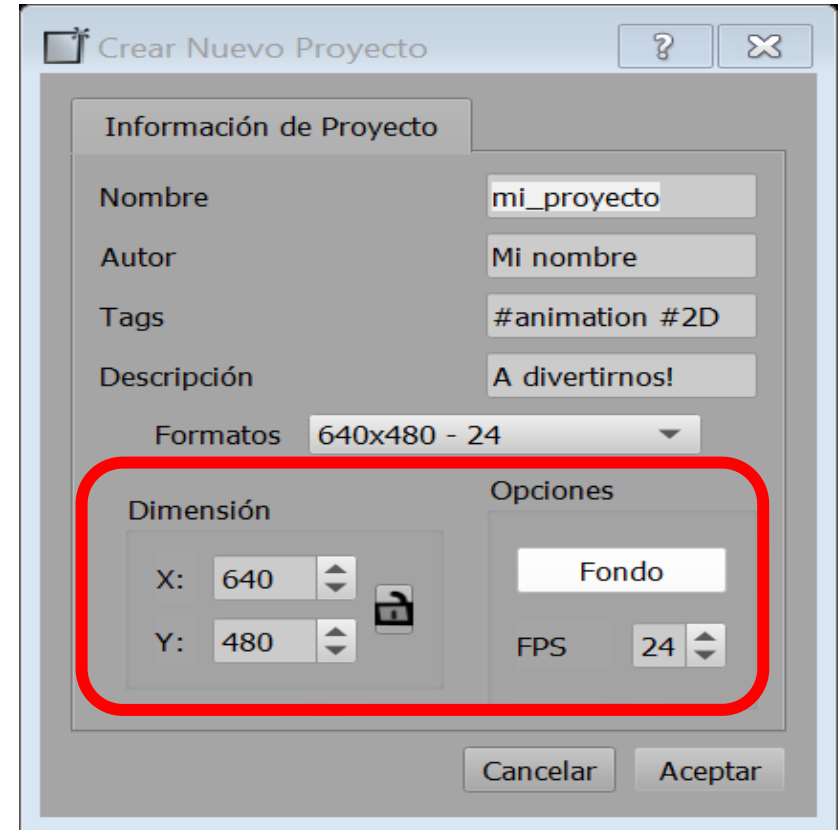 Crear Nuevo Proyecto
Información de Proyecto
Nombre mi_proyecto
Autor Mi nombre
Tags #animation #2D
Descripción A divertirnos!
Formatos 640x480 - 24
Dimensión Opciones
X: 640 Fondo
Y: 480 FPS 24
Cancelar Aceptar